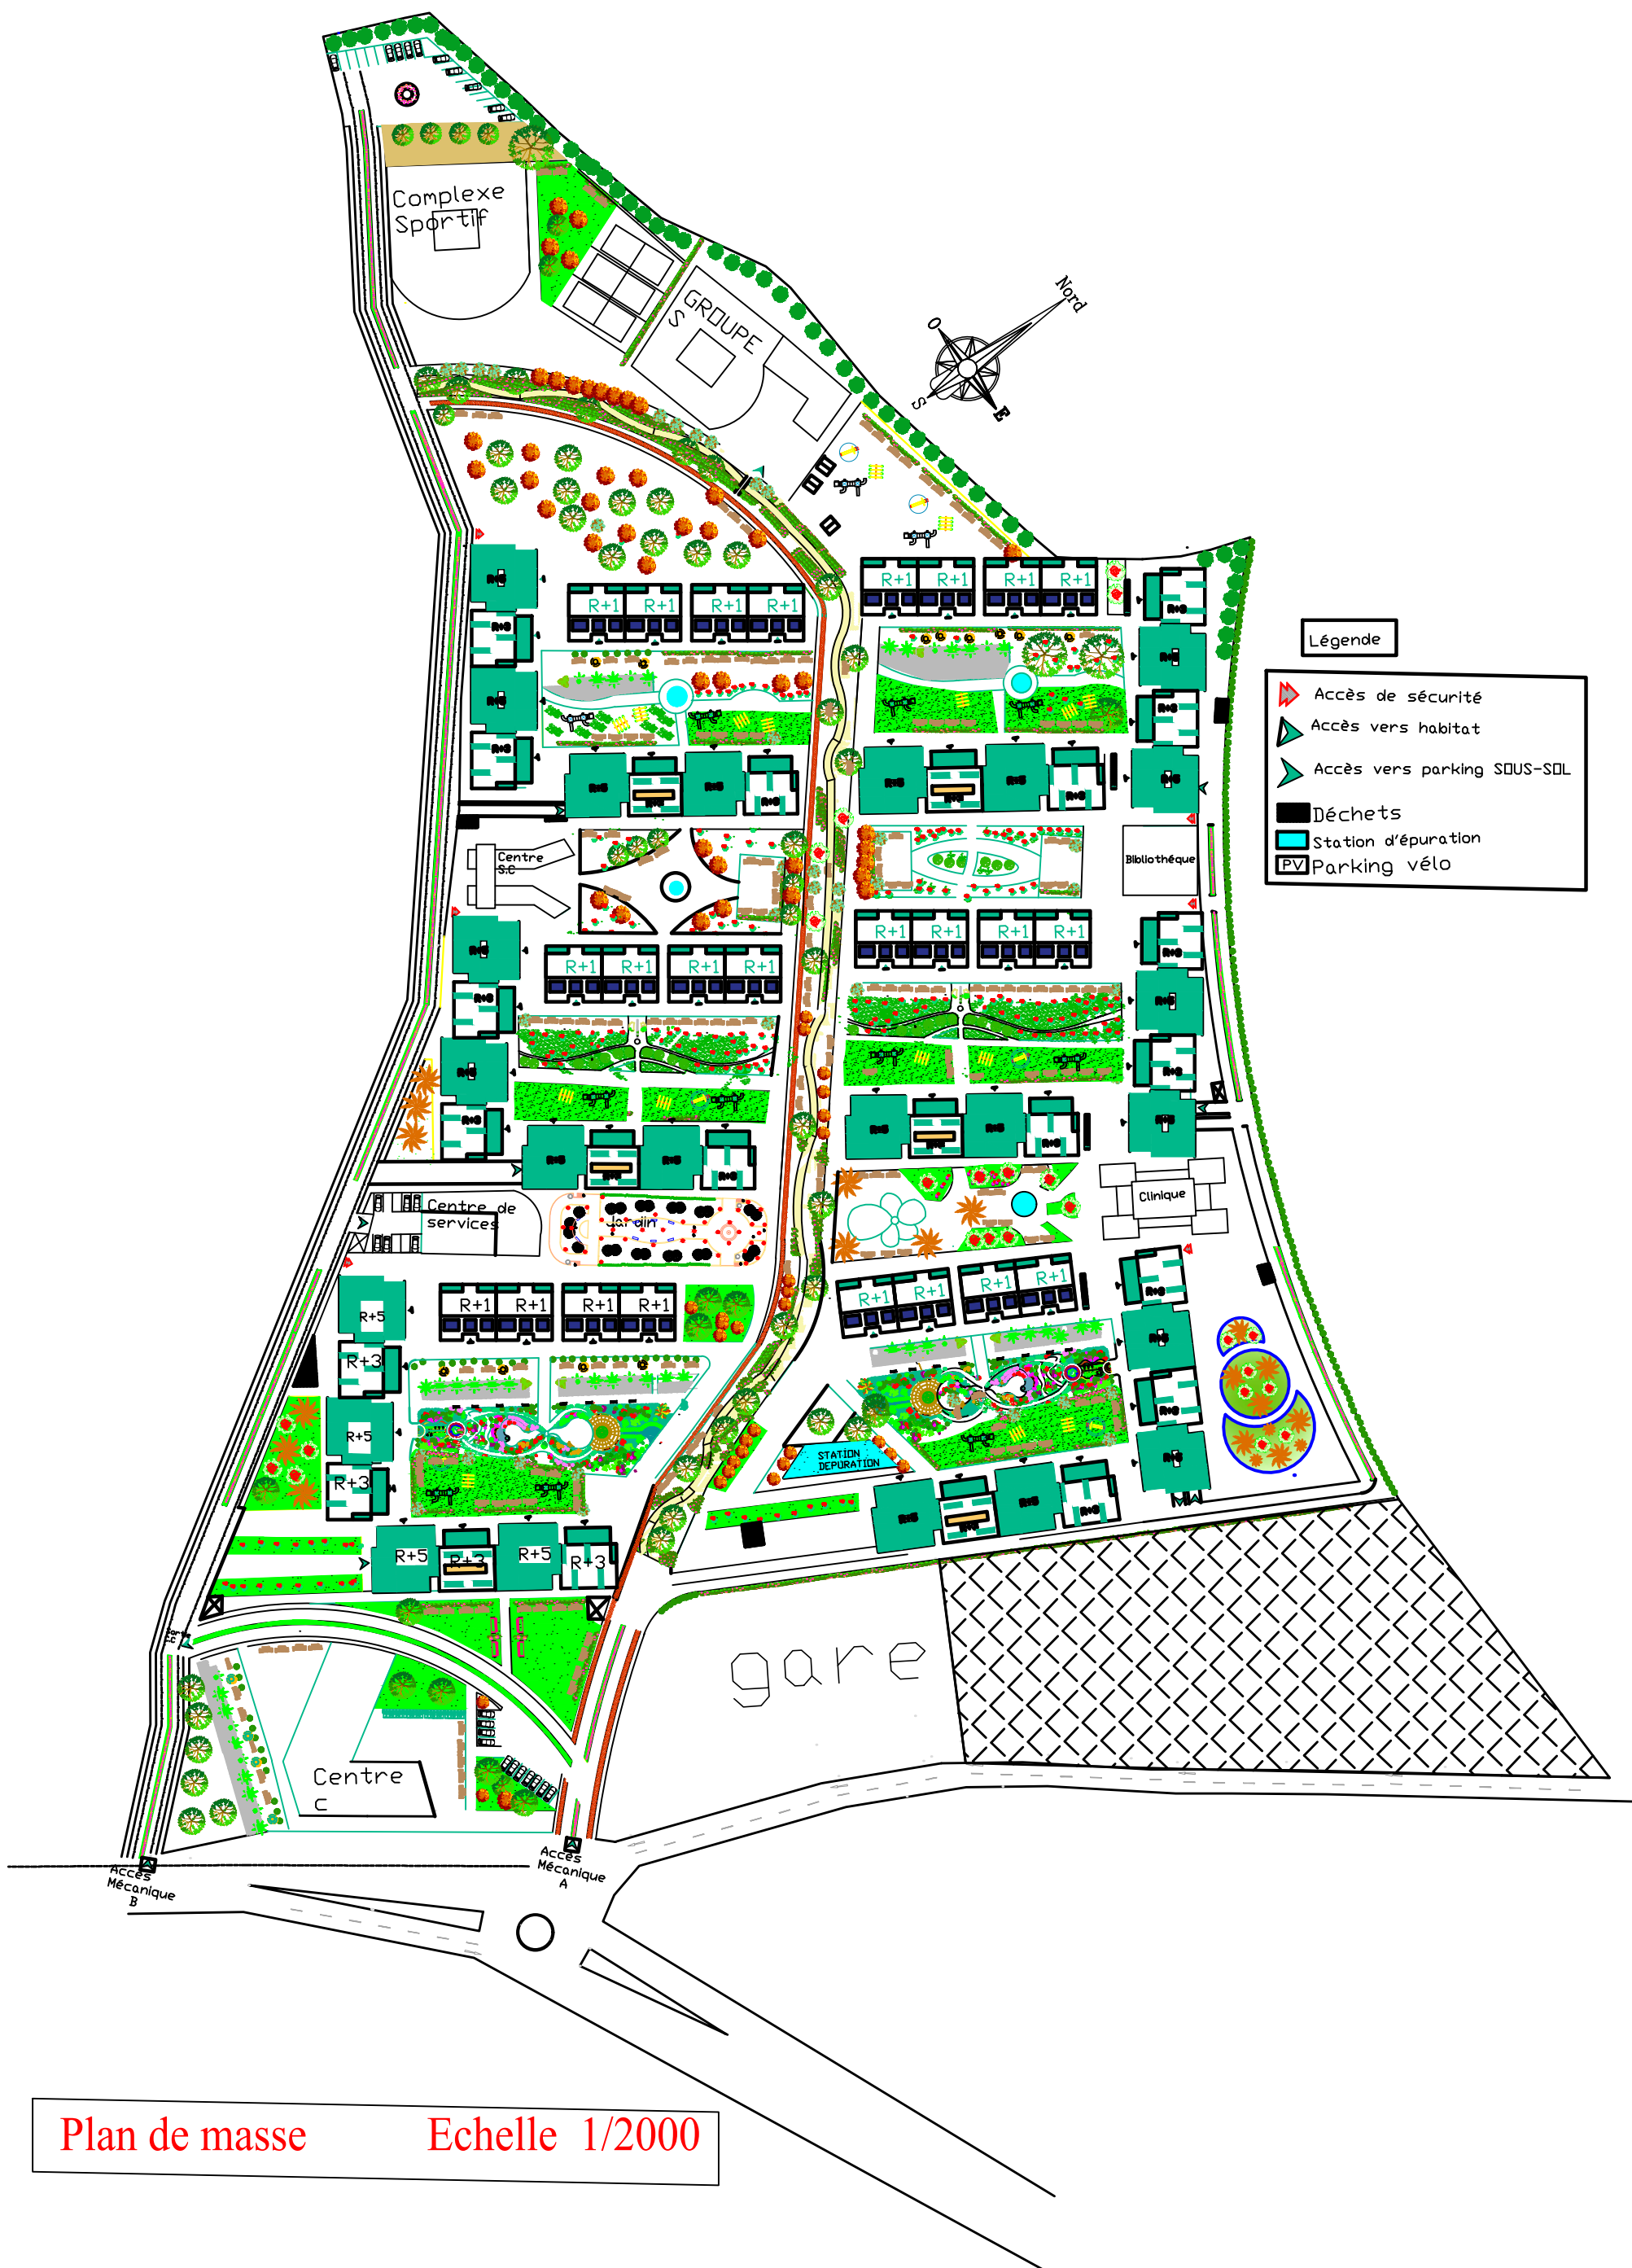 Complexe
Sportif
GROUPE
S
Nord
O
S
E
R+1 R+1 R+1 R+1
R+1 R+1 R+1 R+1
Légende
Accès de sécurité
Accès vers habitat
Accès vers parking SOUS-SOL
Déchets
Station d'épuration
PV Parking vélo
Centre
S.C
Bibliothéque
R+1 R+1 R+1 R+1
R+1 R+1 R+1 R+1
Centre de
services
Jardin
Clinique
R+1 R+1 R+1 R+1
R+1 R+1 R+1 R+1
R+5
R+3
R+5
R+3
STATION
DEPURATION
R+5 R+3 R+5 R+3
gare
Centre
C
Accès
Mécanique
A
Accès
Mécanique
B
Plan de masse Echelle 1/2000